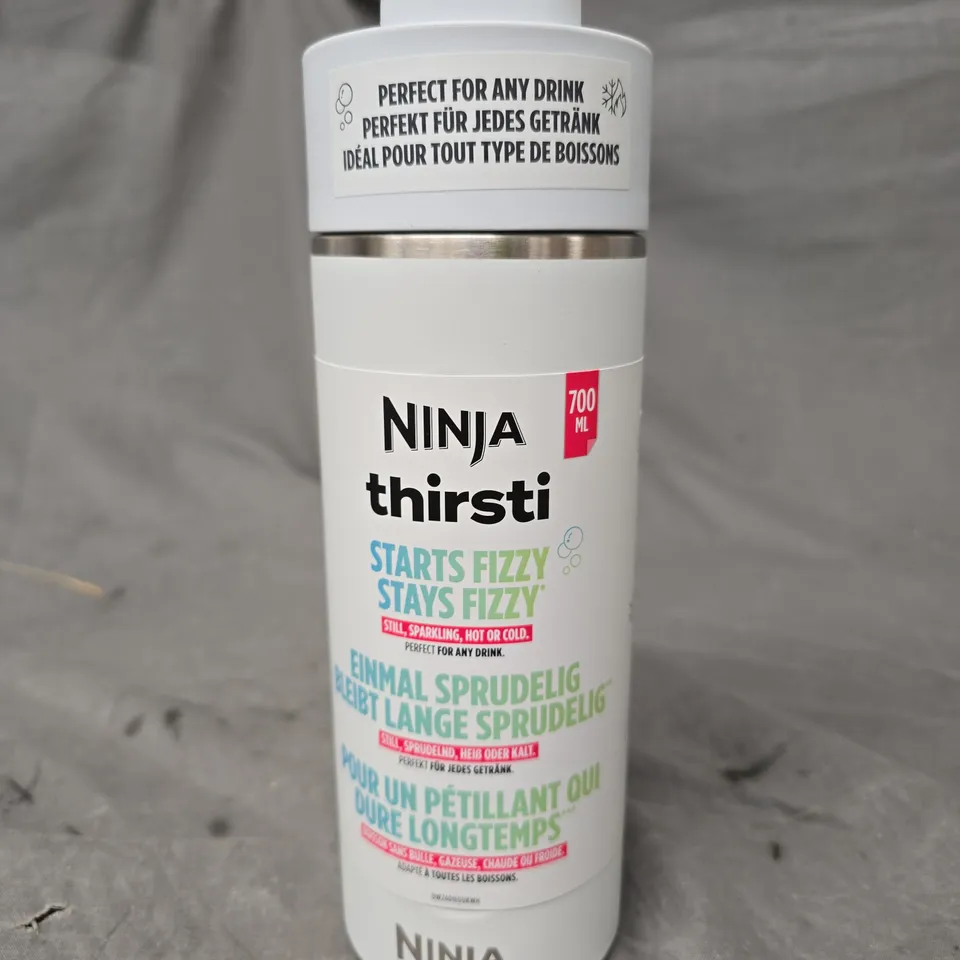 PERFECT FOR ANY DRINK
PERFEKT FÜR JEDES GETRÄNK
IDÉAL POUR TOUT TYPE DE BOISSONS
NINJA
700
ML
thirsti
STARTS FIZZY
STAYS FIZZY*
STILL, SPARKLING, HOT OR COLD.
PERFECT FOR ANY DRINK.
EINMAL SPRUDELIG
BLEIBT LANGE SPRUDELIG**
STILL, SPRUDELND, HEIß ODER KALT.
PERFEKT FÜR JEDES GETRÄNK.
POUR UN PÉTILLANT QUI
DURE LONGTEMPS***
BOISSON SANS BULLE, GAZEUSE, CHAUDE OU FROIDE.
ADAPTÉ À TOUTES LES BOISSONS.
NINJA